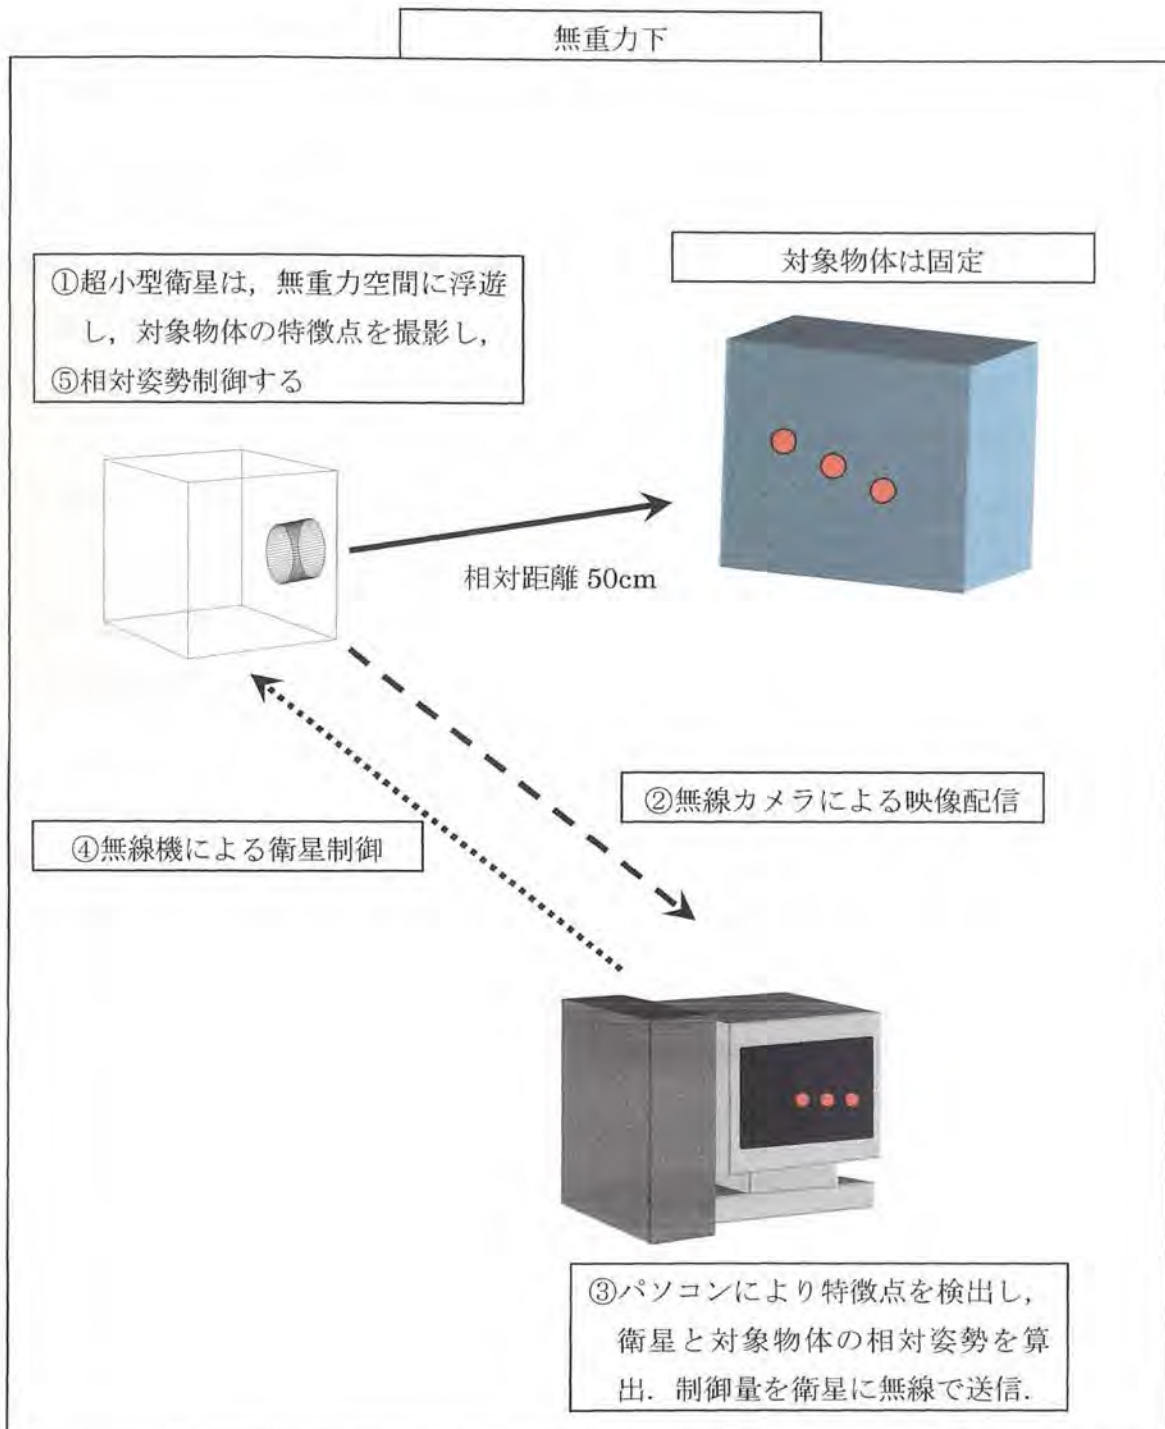 無重力下
①超小型衛星は，無重力空間に浮遊
し，対象物体の特徴点を撮影し，
⑤相対姿勢制御する
対象物体は固定
相対距離 50cm
②無線カメラによる映像配信
④無線機による衛星制御
③パソコンにより特徴点を検出し，
衛星と対象物体の相対姿勢を算
出．制御量を衛星に無線で送信．